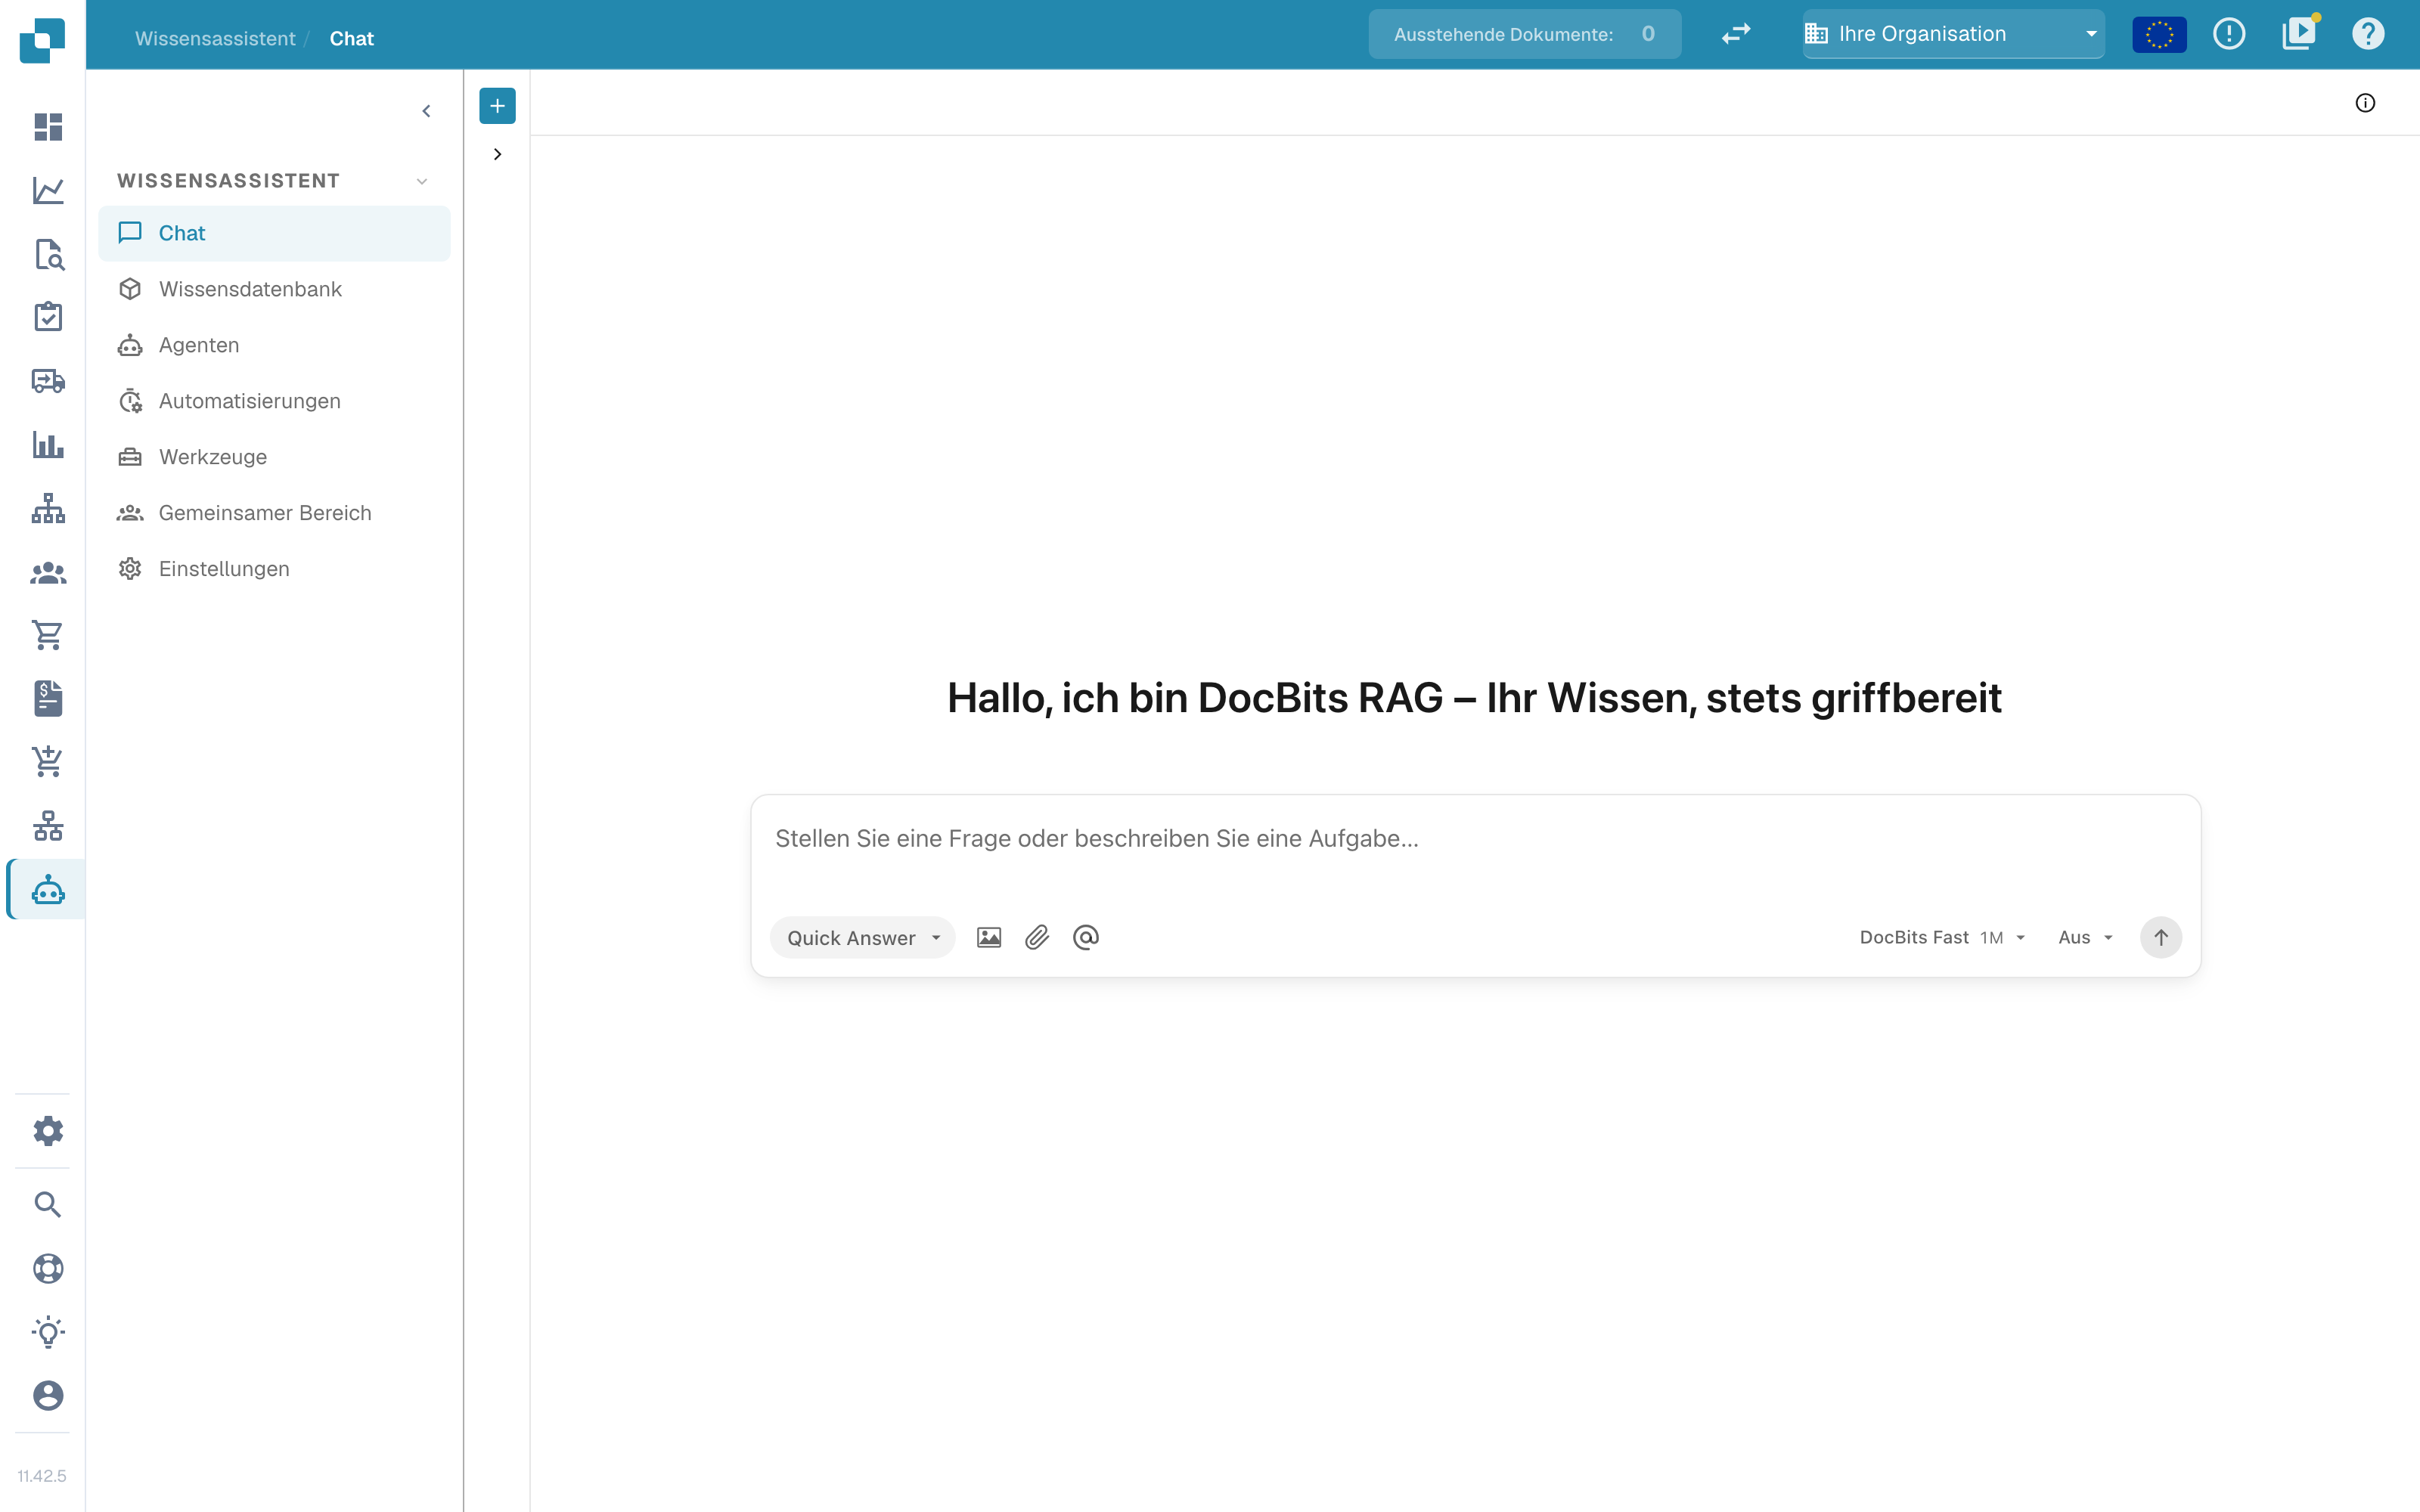 Wissensassistent / Chat
Ausstehende Dokumente: 0
Ihre Organisation
WISSENSASSISTENT
Chat
Wissensdatenbank
Agenten
Automatisierungen
Werkzeuge
Gemeinsamer Bereich
Einstellungen
Hallo, ich bin DocBits RAG – Ihr Wissen, stets griffbereit
Stellen Sie eine Frage oder beschreiben Sie eine Aufgabe...
Quick Answer
DocBits Fast 1M
Aus
11.42.5